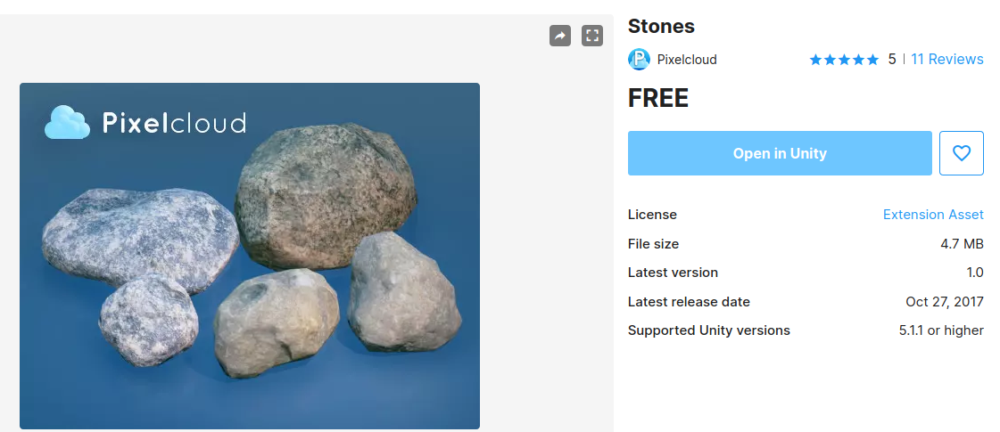 Pixelcloud
Stones
Pixelcloud
5 | 11 Reviews
FREE
Open in Unity
License Extension Asset
File size 4.7 MB
Latest version 1.0
Latest release date Oct 27, 2017
Supported Unity versions 5.1.1 or higher